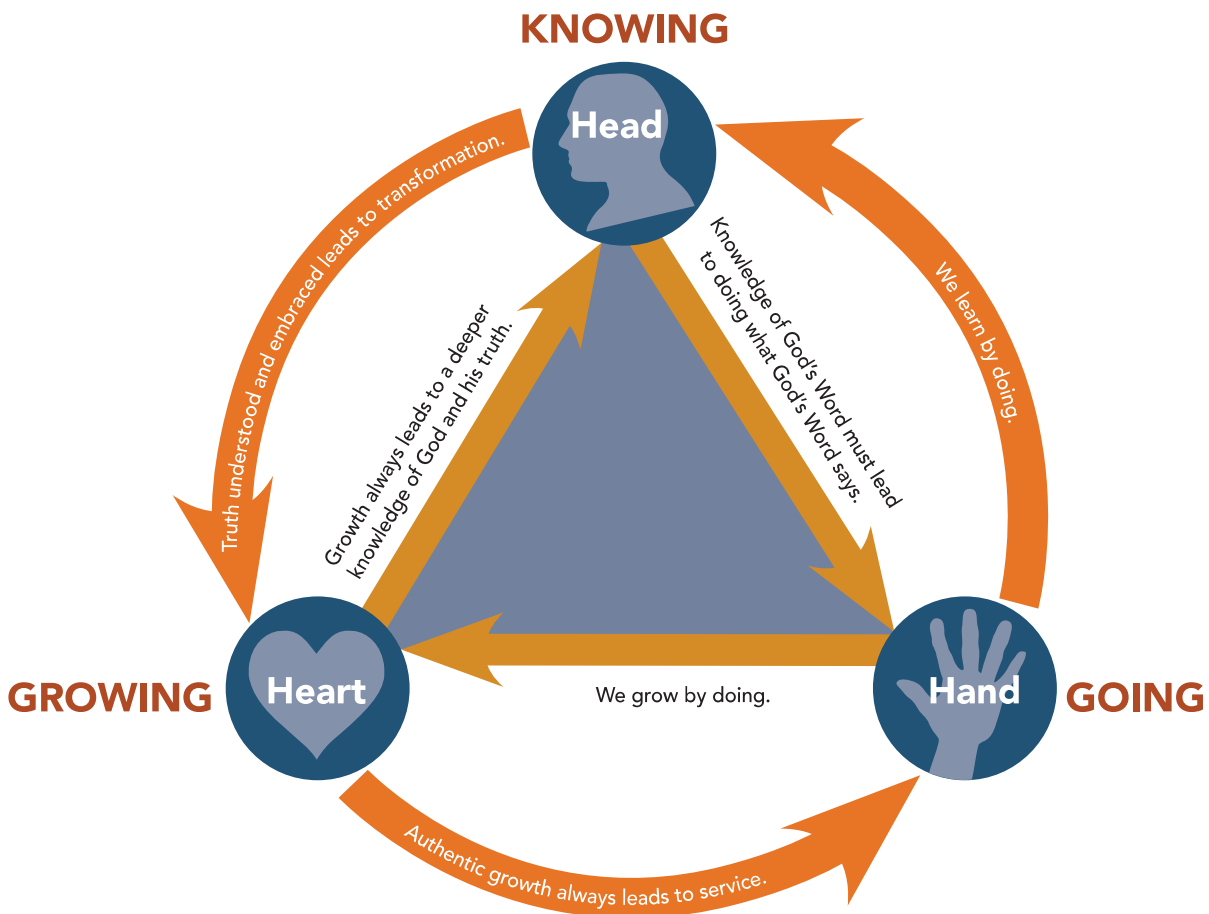 KNOWING
Head
Truth understood and embraced leads to transformation.
We learn by doing.
Growth always leads to a deeper
knowledge of God and his truth.
Knowledge of God's Word must lead
to doing what God's Word says.
GROWING
Heart
We grow by doing.
Hand
GOING
Authentic growth always leads to service.